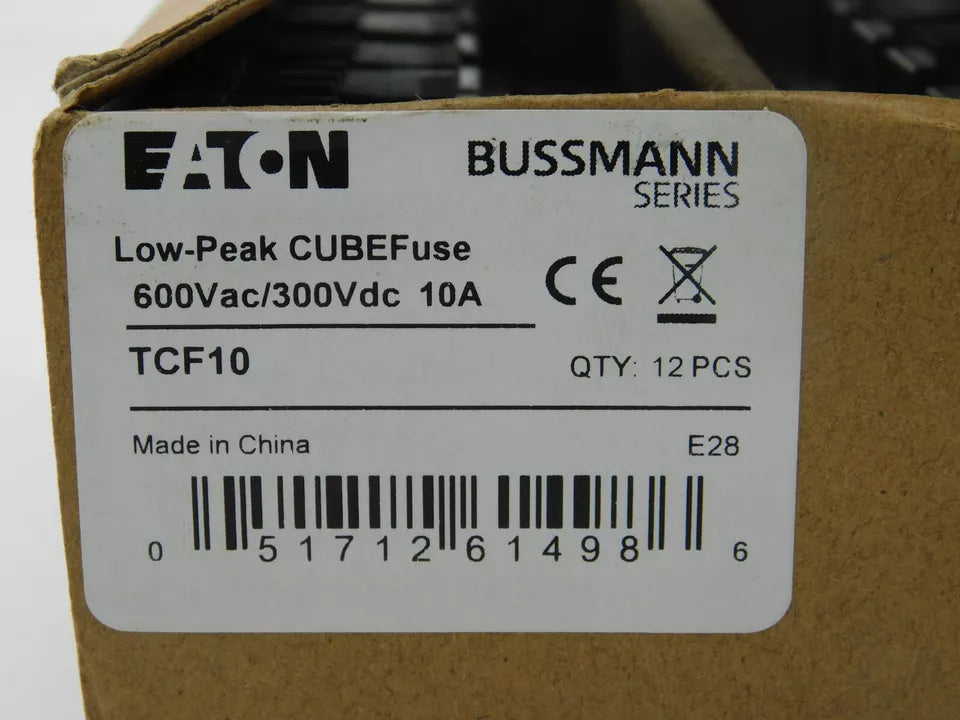 EATON
BUSSMANN
SERIES
Low-Peak CUBEFuse
600Vac/300Vdc 10A
CE
TCF10
QTY: 12 PCS
Made in China
E28
0 51712 61498 6